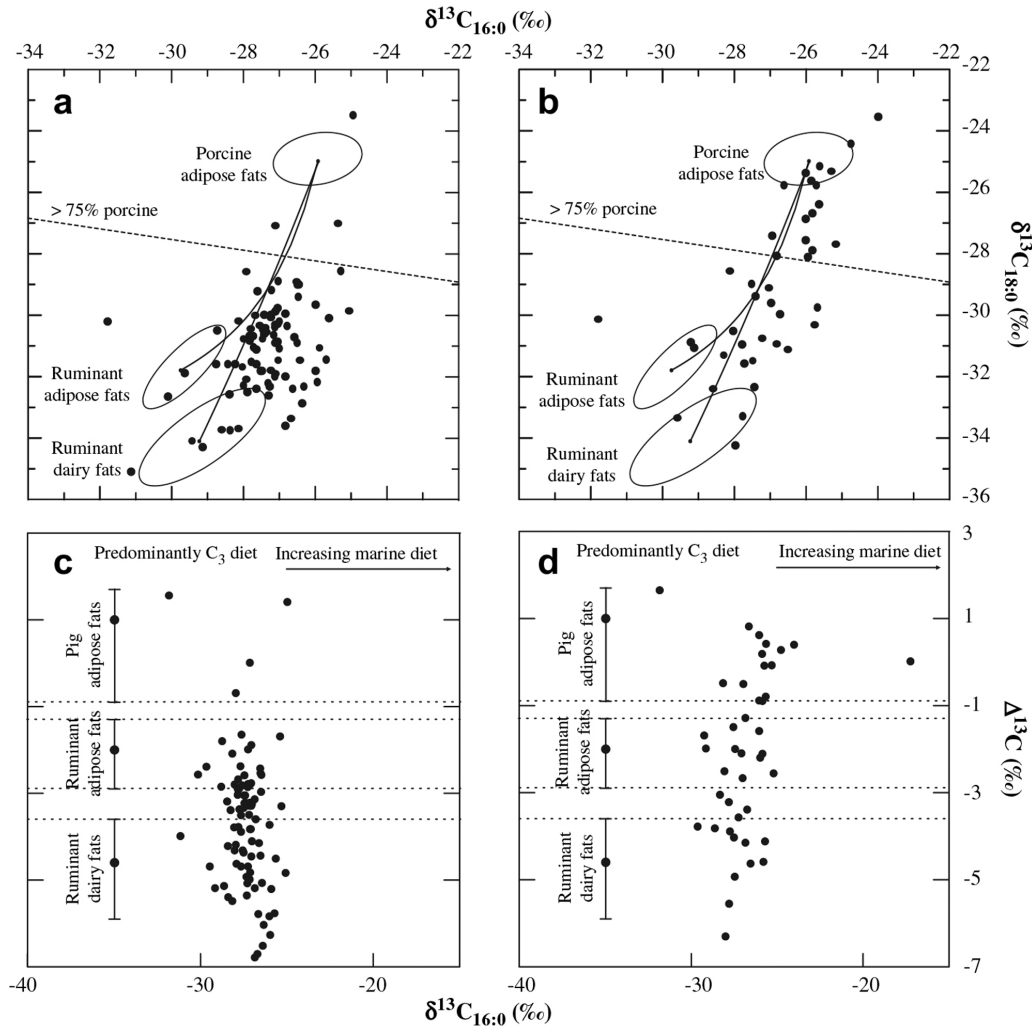 δ13C16:0 (‰)
-34 -32 -30 -28 -26 -24 -22
-34 -32 -30 -28 -26 -24 -22
a
Porcine
adipose fats
> 75% porcine
Ruminant
adipose fats
Ruminant
dairy fats
b
Porcine
adipose fats
> 75% porcine
Ruminant
adipose fats
Ruminant
dairy fats
-22
-24
-26
-28
-30
-32
-34
-36
δ13C18:0 (‰)
c
Predominantly C3 diet
Increasing marine diet
Pig
adipose fats
Ruminant
adipose fats
Ruminant
dairy fats
d
Predominantly C3 diet
Increasing marine diet
Pig
adipose fats
Ruminant
adipose fats
Ruminant
dairy fats
3
1
-1
-3
-5
-7
Δ13C (‰)
-40 -30 -20
-40 -30 -20
δ13C16:0 (‰)